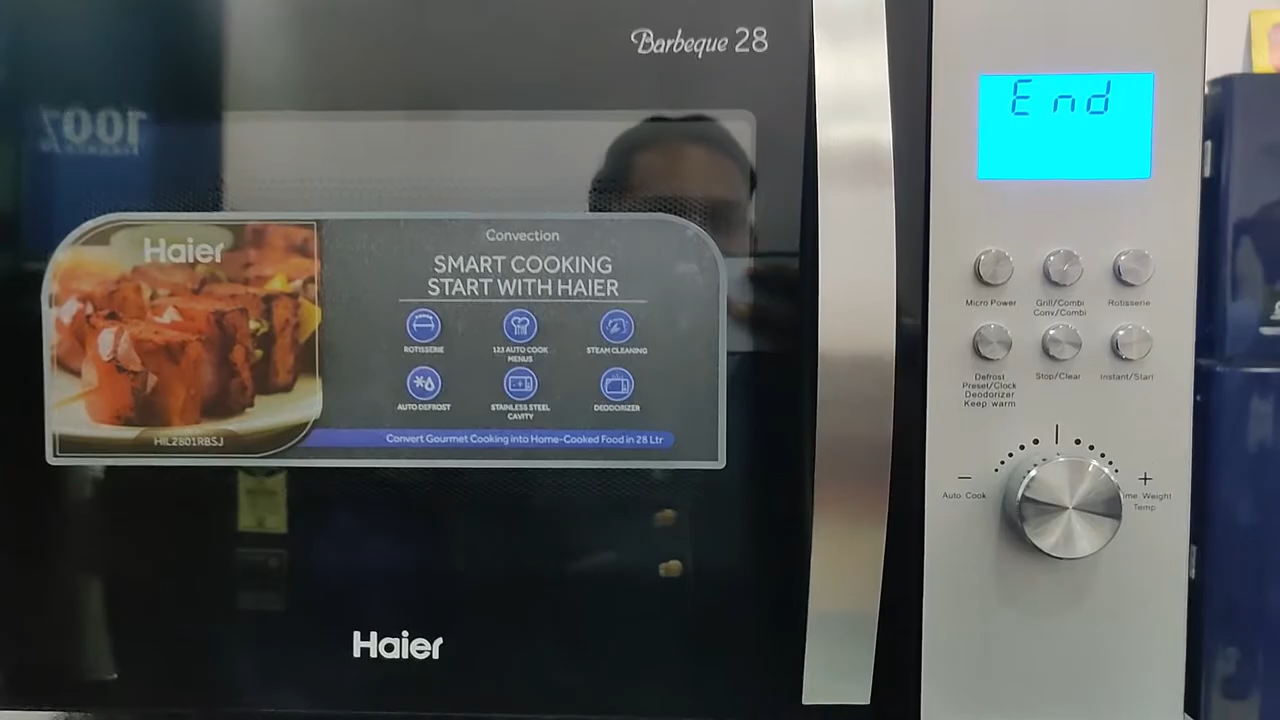 Barbeque 28
100%
End
Haier
Convection
SMART COOKING
START WITH HAIER
ROTISSERIE
123 AUTO COOK
MENUS
STEAM CLEANING
AUTO DEFROST
STAINLESS STEEL
CAVITY
DEODORIZER
HIL2801RBSJ
Convert Gourmet Cooking into Home-Cooked Food in 28 Ltr
Haier
Micro Power
Grill/Combi
Conv/Combi
Rotisserie
Defrost
Preset/Clock
Deodorizer
Keep warm
Stop/Clear
Instant/Start
−
Auto Cook
+
ime Weight
Temp